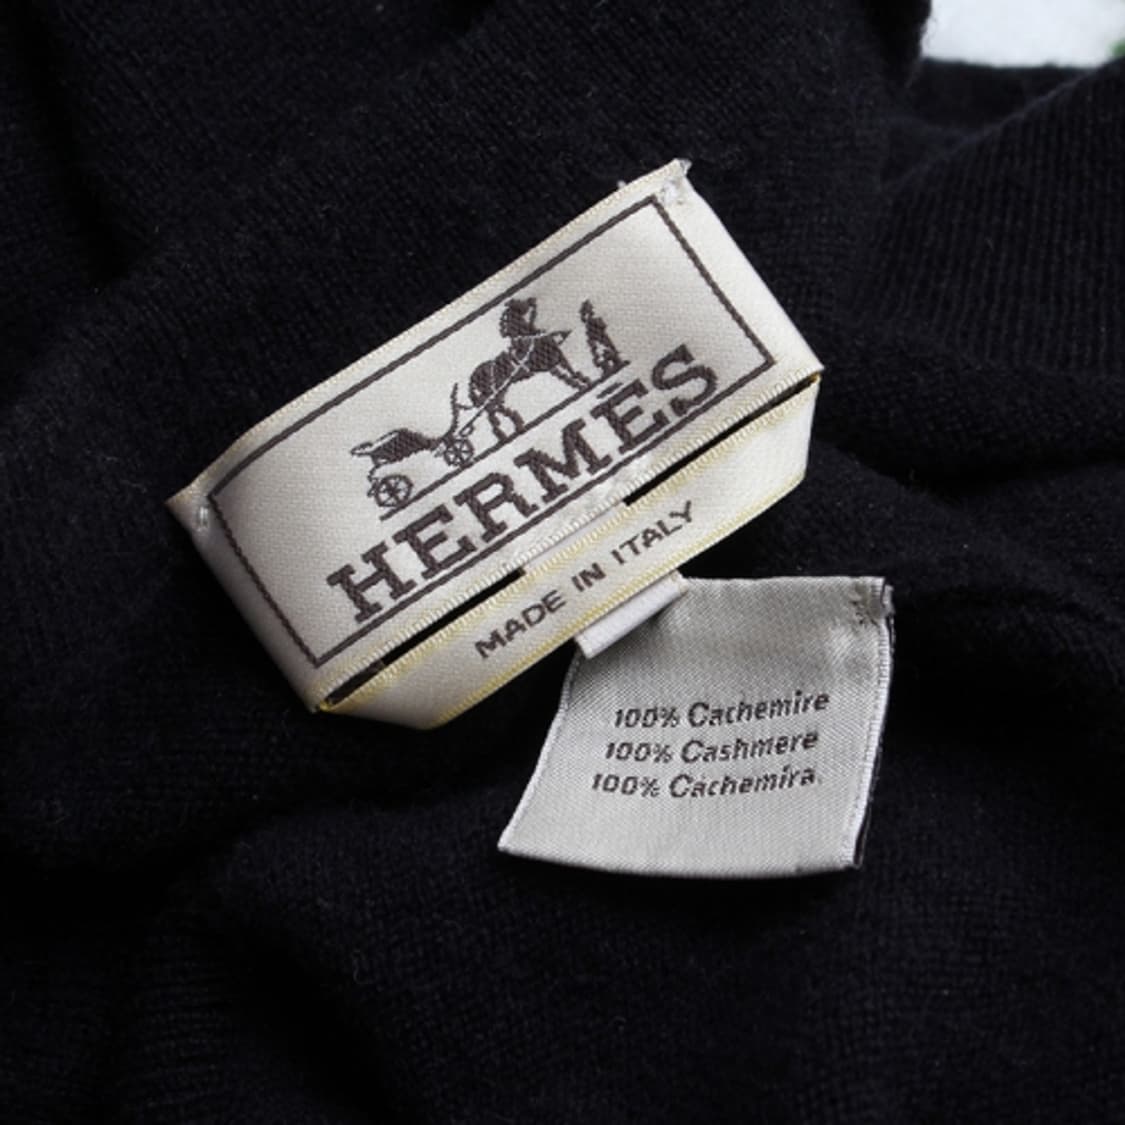 HERMÈS
MADE IN ITALY
100% Cachemire
100% Cashmere
100% Cachemira